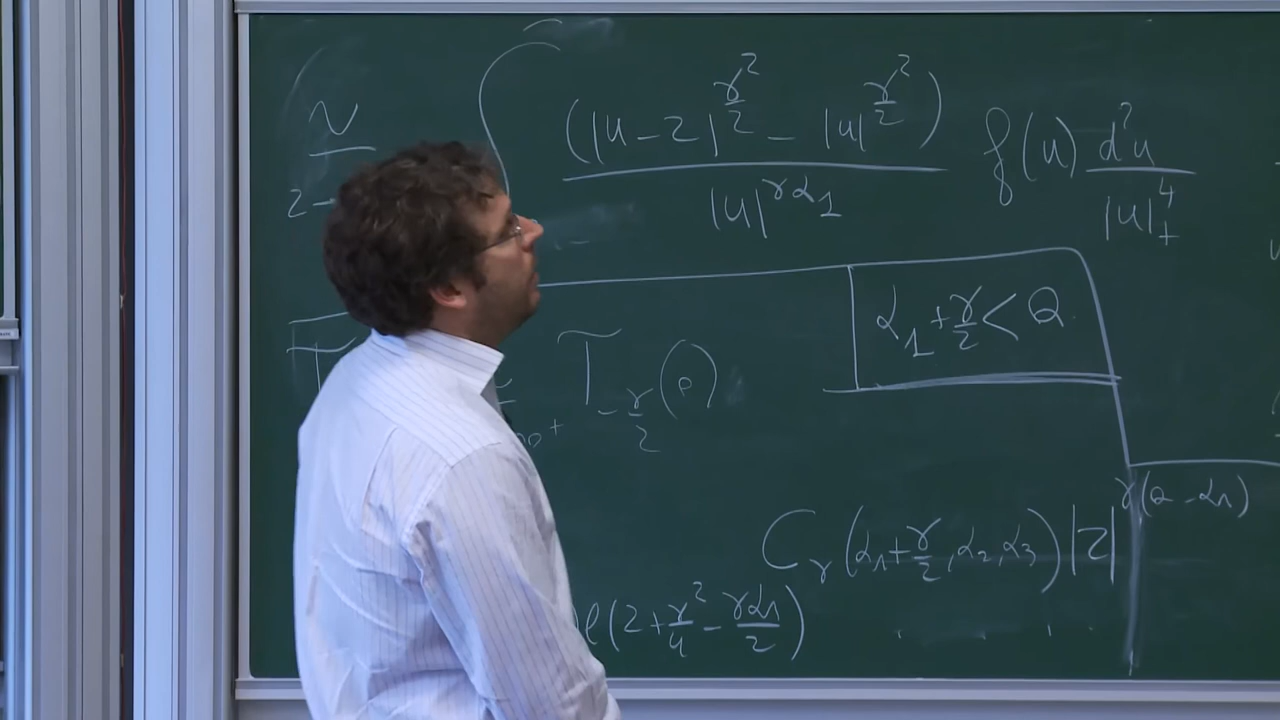 ∫ (|u-z|^{γ²/2} - |u|^{γ²/2}) / |u|^{γα₁} f(u) d²u / |u|₊⁴
z→
α₁ + γ/2 < Q
T_{-γ/2}(
C_γ(α₁ + γ/2, α₂, α₃) |z|^{γ(Q-α₁)}
l(2 + γ²/4 - γα₁/2)